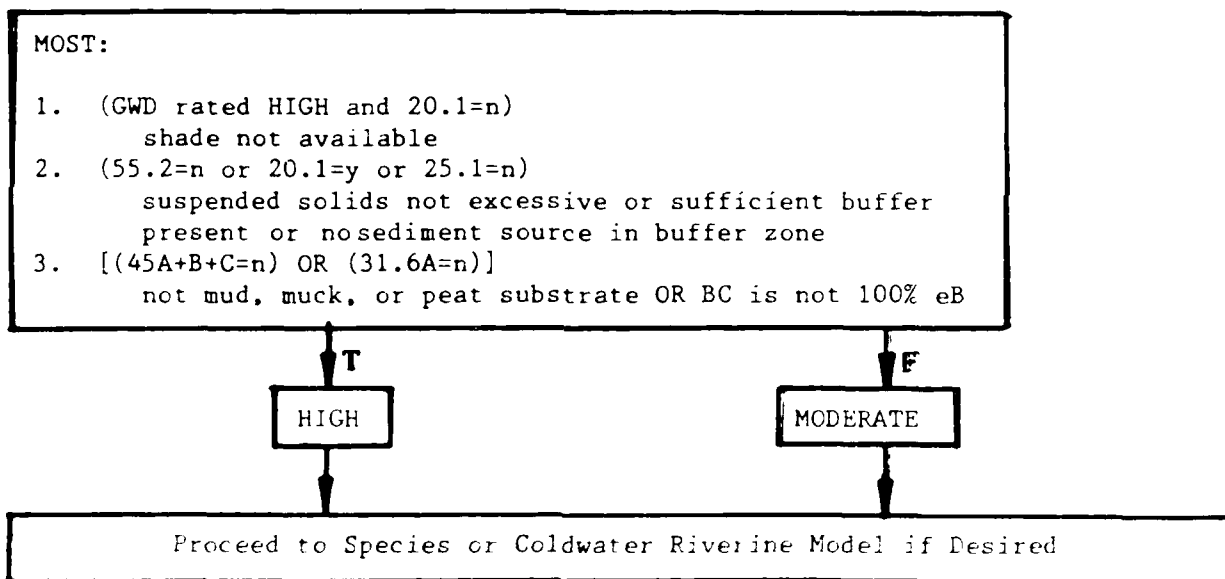 MOST:
1. (GWD rated HIGH and 20.1=n)
shade not available
2. (55.2=n or 20.1=y or 25.1=n)
suspended solids not excessive or sufficient buffer
present or no sediment source in buffer zone
3. [(45A+B+C=n) OR (31.6A=n)]
not mud, muck, or peat substrate OR BC is not 100% eB
T F
HIGH MODERATE
Proceed to Species or Coldwater Riverine Model if Desired